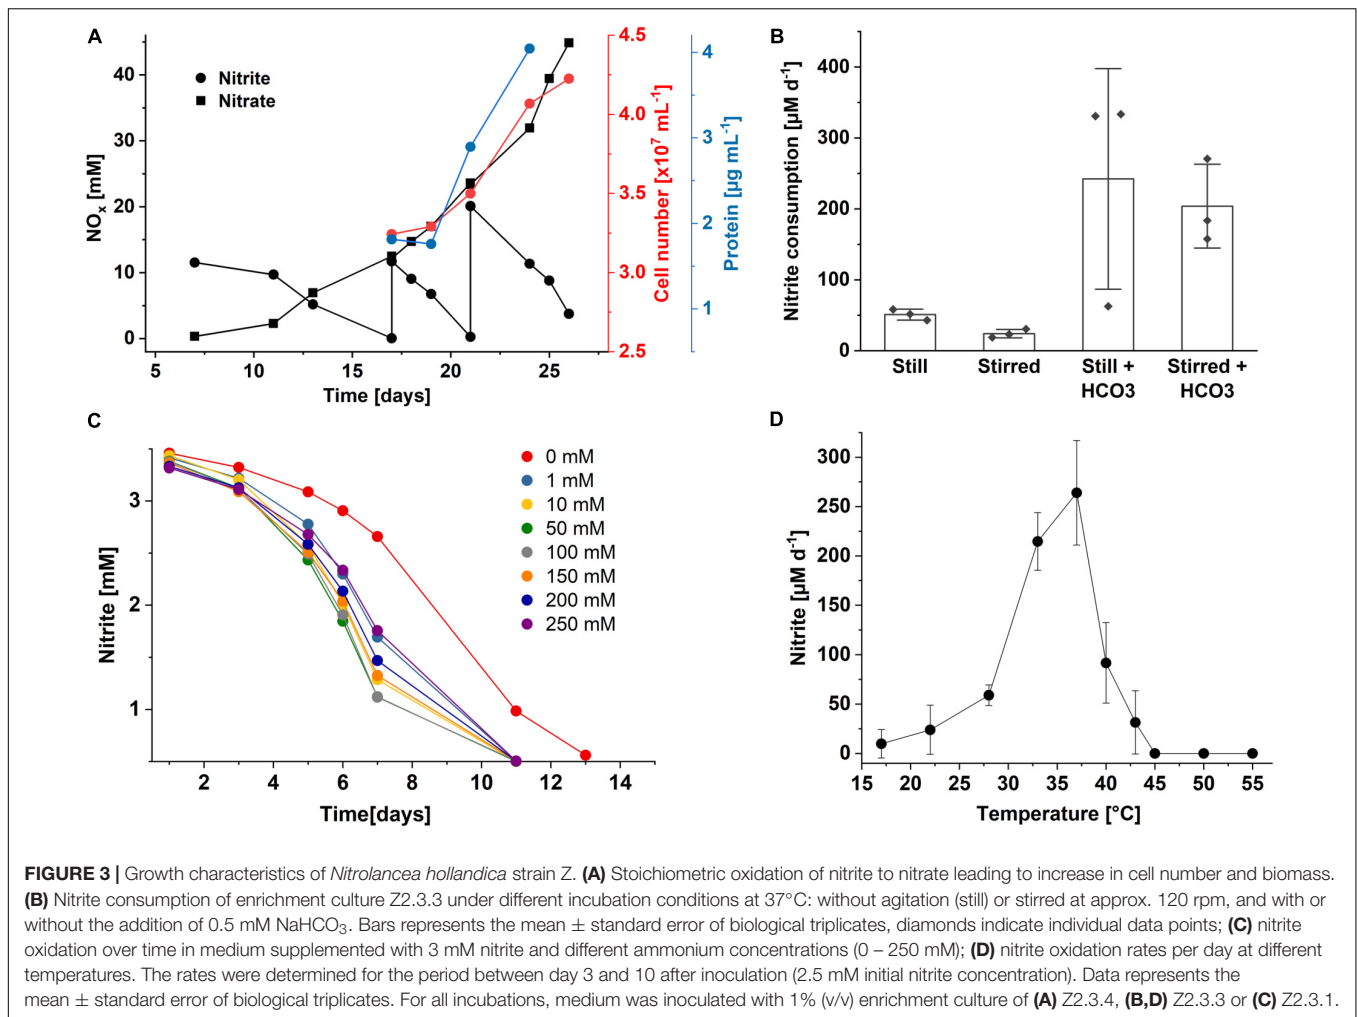 A
Nitrite
Nitrate
NOx [mM]
40
30
20
10
0
5
10
15
20
25
Time [days]
4.5
4.0
3.5
3.0
2.5
Cell number [x10⁷ mL⁻¹]
4
3
2
1
Protein [µg mL⁻¹]
B
Nitrite consumption [µM d⁻¹]
400
300
200
100
0
Still
Stirred
Still +
HCO3
Stirred +
HCO3
C
Nitrite [mM]
3
2
1
2
4
6
8
10
12
14
Time[days]
0 mM
1 mM
10 mM
50 mM
100 mM
150 mM
200 mM
250 mM
D
Nitrite [µM d⁻¹]
300
250
200
150
100
50
0
15
20
25
30
35
40
45
50
55
Temperature [°C]
FIGURE 3 | Growth characteristics of Nitrolancea hollandica strain Z. (A) Stoichiometric oxidation of nitrite to nitrate leading to increase in cell number and biomass.
(B) Nitrite consumption of enrichment culture Z2.3.3 under different incubation conditions at 37°C: without agitation (still) or stirred at approx. 120 rpm, and with or
without the addition of 0.5 mM NaHCO₃. Bars represents the mean ± standard error of biological triplicates, diamonds indicate individual data points; (C) nitrite
oxidation over time in medium supplemented with 3 mM nitrite and different ammonium concentrations (0 – 250 mM); (D) nitrite oxidation rates per day at different
temperatures. The rates were determined for the period between day 3 and 10 after inoculation (2.5 mM initial nitrite concentration). Data represents the
mean ± standard error of biological triplicates. For all incubations, medium was inoculated with 1% (v/v) enrichment culture of (A) Z2.3.4, (B,D) Z2.3.3 or (C) Z2.3.1.